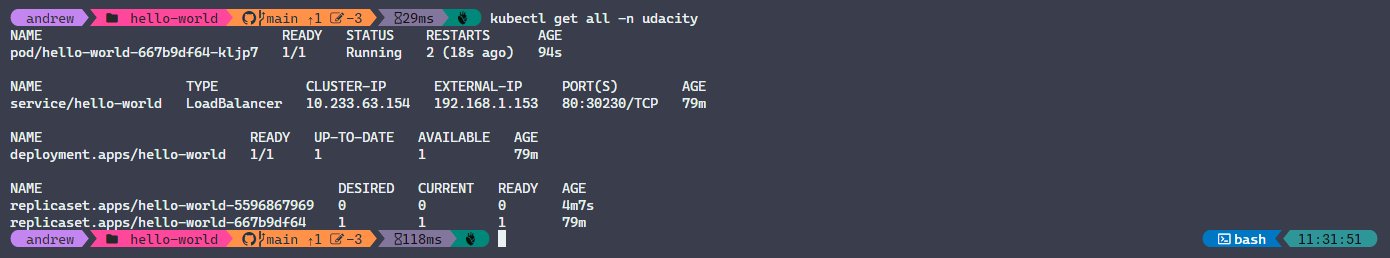 andrew hello-world main ↑1 -3 29ms kubectl get all -n udacity
NAME READY STATUS RESTARTS AGE
pod/hello-world-667b9df64-kljp7 1/1 Running 2 (18s ago) 94s
NAME TYPE CLUSTER-IP EXTERNAL-IP PORT(S) AGE
service/hello-world LoadBalancer 10.233.63.154 192.168.1.153 80:30230/TCP 79m
NAME READY UP-TO-DATE AVAILABLE AGE
deployment.apps/hello-world 1/1 1 1 79m
NAME DESIRED CURRENT READY AGE
replicaset.apps/hello-world-5596867969 0 0 0 4m7s
replicaset.apps/hello-world-667b9df64 1 1 1 79m
andrew hello-world main ↑1 -3 118ms bash 11:31:51